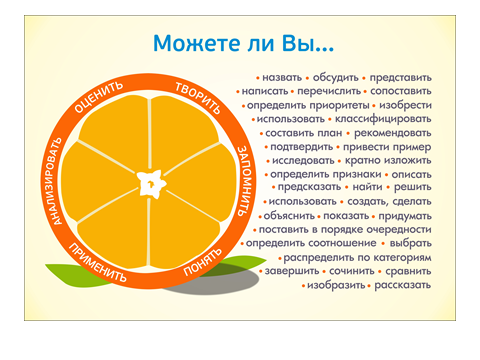 Можете ли Вы...
ОЦЕНИТЬ
ТВОРИТЬ
ЗАПОМНИТЬ
ПОНЯТЬ
ПРИМЕНИТЬ
АНАЛИЗИРОВАТЬ
• назвать • обсудить • представить
• написать • перечислить • сопоставить
• определить приоритеты • изобрести
• использовать • классифицировать
• составить план • рекомендовать
• подтвердить • привести пример
• исследовать • кратно изложить
• определить признаки • описать
• предсказать • найти • решить
• использовать • создать, сделать
• объяснить • показать • придумать
• поставить в порядке очередности
• определить соотношение • выбрать
• распределить по категориям
• завершить • сочинить • сравнить
• изобразить • рассказать